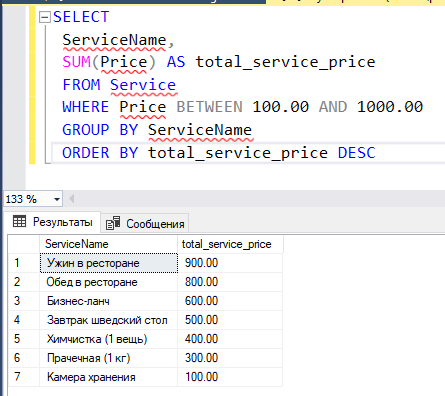 SELECT
ServiceName,
SUM(Price) AS total_service_price
FROM Service
WHERE Price BETWEEN 100.00 AND 1000.00
GROUP BY ServiceName
ORDER BY total_service_price DESC
133 %
Результаты Сообщения
ServiceName total_service_price
1 Ужин в ресторане 900.00
2 Обед в ресторане 800.00
3 Бизнес-ланч 600.00
4 Завтрак шведский стол 500.00
5 Химчистка (1 вещь) 400.00
6 Прачечная (1 кг) 300.00
7 Камера хранения 100.00